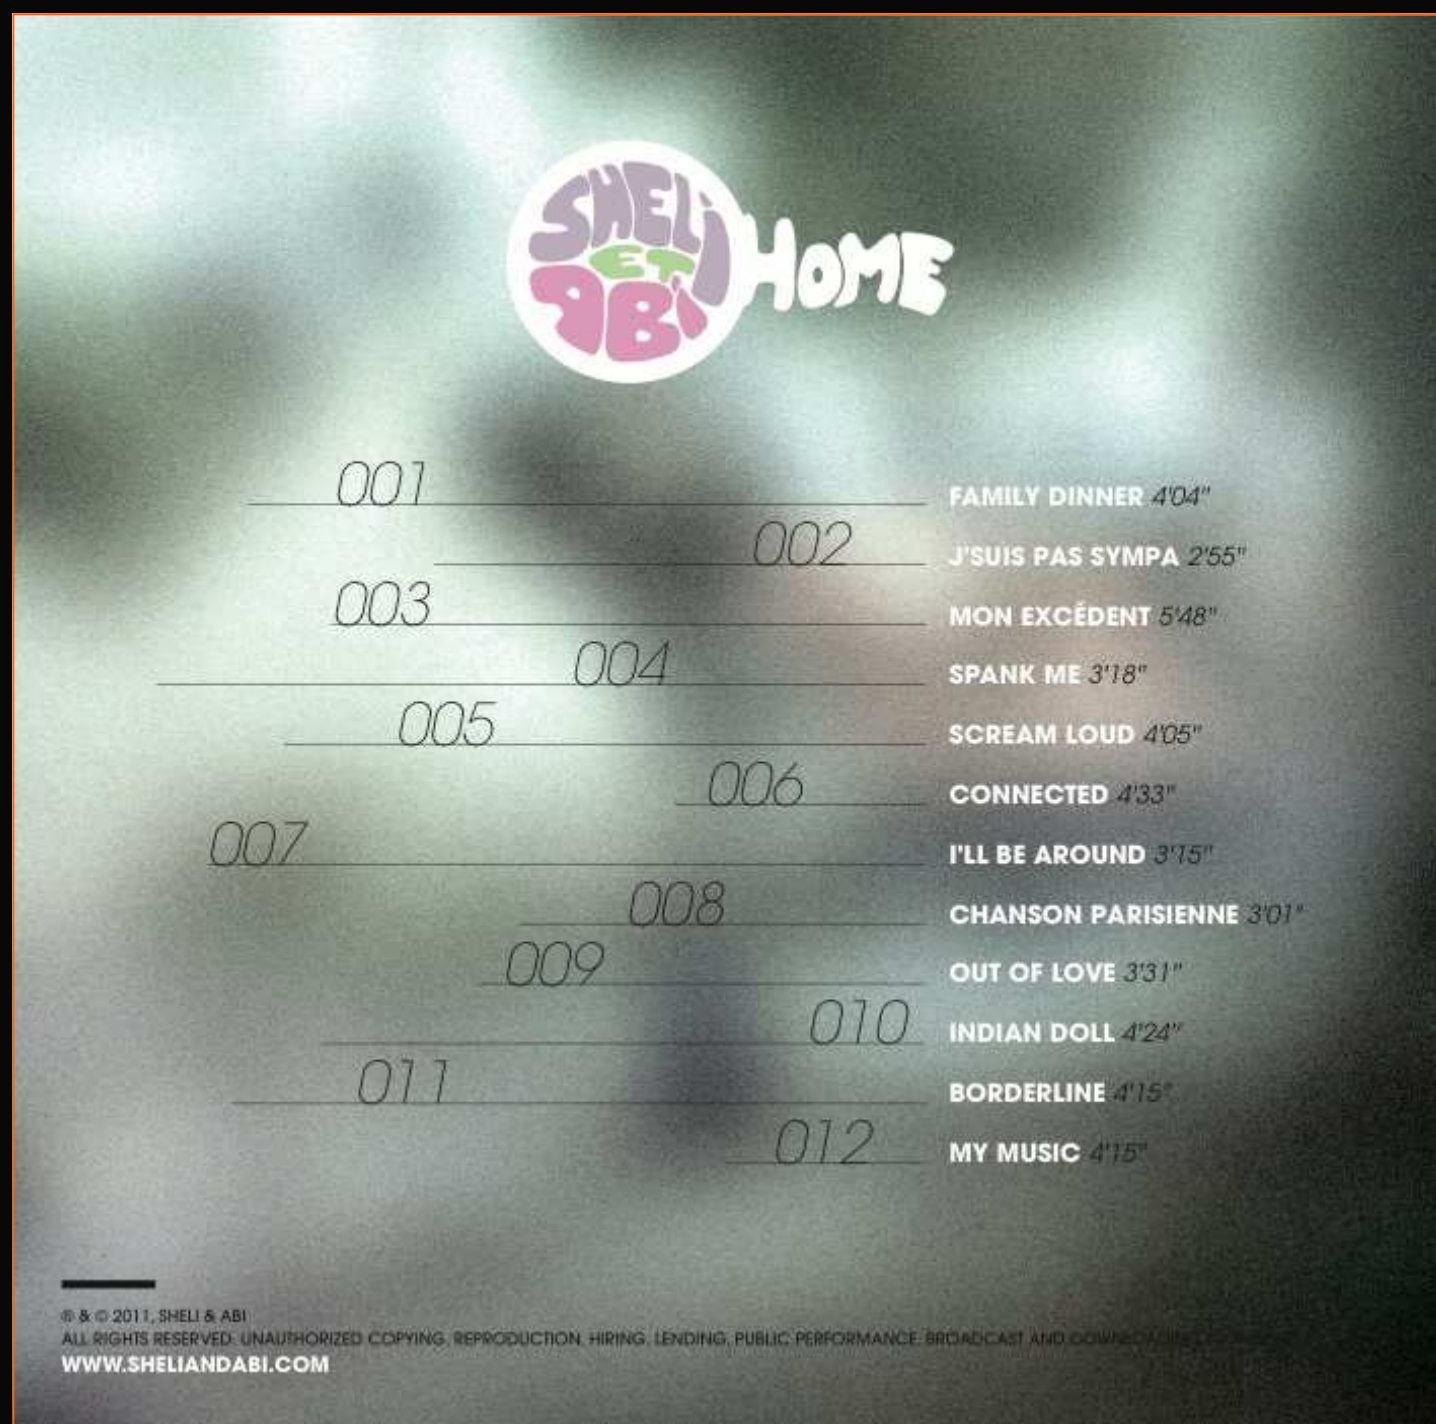 SHELI
ET
ABI
HOME
001 FAMILY DINNER 4'04"
002 J'SUIS PAS SYMPA 2'55"
003 MON EXCÉDENT 5'48"
004 SPANK ME 3'18"
005 SCREAM LOUD 4'05"
006 CONNECTED 4'33"
007 I'LL BE AROUND 3'15"
008 CHANSON PARISIENNE 3'01"
009 OUT OF LOVE 3'31"
010 INDIAN DOLL 4'24"
011 BORDERLINE 4'15"
012 MY MUSIC 4'15"
℗ & © 2011, SHELI & ABI
ALL RIGHTS RESERVED. UNAUTHORIZED COPYING, REPRODUCTION, HIRING, LENDING, PUBLIC PERFORMANCE, BROADCAST AND
WWW.SHELIANDABI.COM